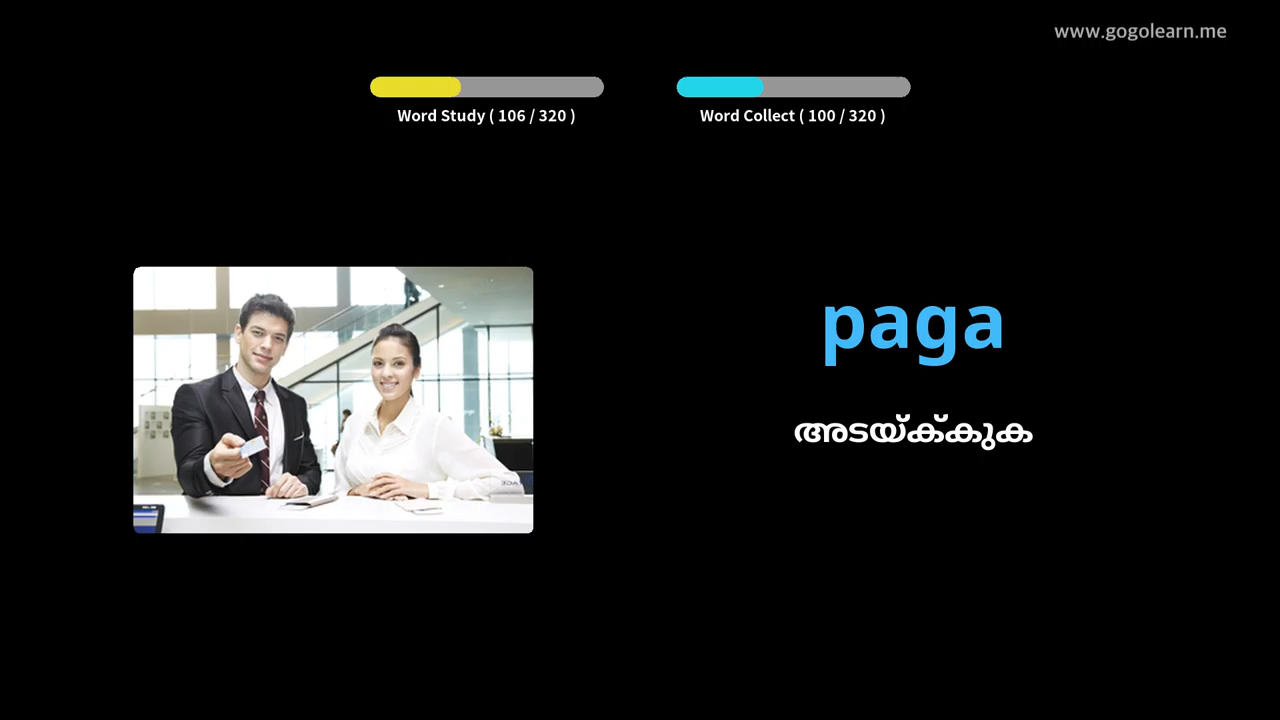 www.gogolearn.me
Word Study ( 106 / 320 )
Word Collect ( 100 / 320 )
paga
അടയ്ക്കുക